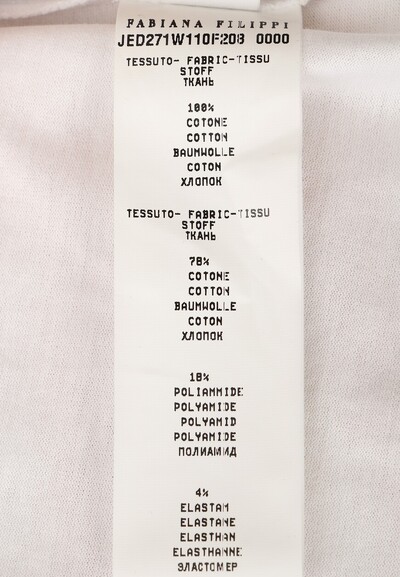 FABIANA FILIPPI
JED271W110F208 0000
TESSUTO- FABRIC-TISSU
STOFF
ТКАНЬ
100%
COTONE
COTTON
BAUMWOLLE
COTON
ХЛОПОК
TESSUTO- FABRIC-TISSU
STOFF
ТКАНЬ
78%
COTONE
COTTON
BAUMWOLLE
COTON
ХЛОПОК
18%
POLIAMMIDE
POLYAMIDE
POLYAMID
POLYAMIDE
ПОЛИАМИД
4%
ELASTAM
ELASTANE
ELASTHAN
ELASTHANNE
ЭЛАСТОМЕР